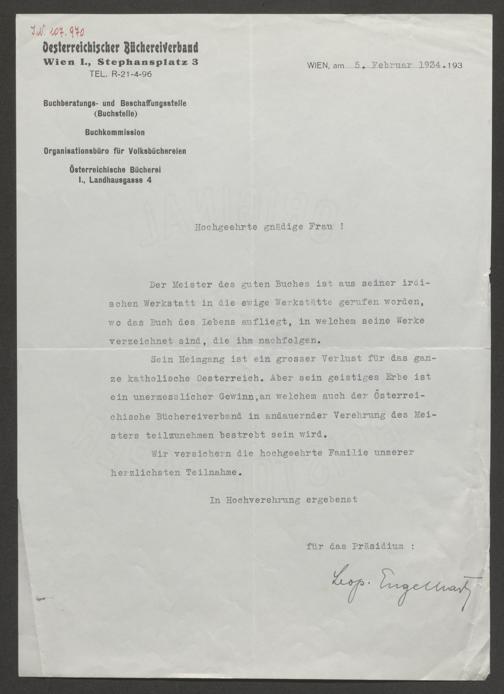 I.N. 107.970
Oesterreichischer Büchereiverband
Wien I., Stephansplatz 3
TEL. R-21-4-96
WIEN, am 5. Februar 1934.193
Buchberatungs- und Beschaffungsstelle
(Buchstelle)
Buchkommission
Organisationsbüro für Volksbüchereien
Österreichische Bücherei
I., Landhausgasse 4
Hochgeehrte gnädige Frau !
Der Meister des guten Buches ist aus seiner irdi-
schen Werkstatt in die ewige Werkstätte gerufen worden,
wo das Buch des Lebens aufliegt, in welchem seine Werke
verzeichnet sind, die ihm nachfolgen.
Sein Heimgang ist ein grosser Verlust für das gan-
ze katholische Oesterreich. Aber sein geistiges Erbe ist
ein unermesslicher Gewinn,an welchem auch der Österrei-
chische Büchereiverband in andauernder Verehrung des Mei-
sters teilzunehmen bestrebt sein wird.
Wir versichern die hochgeehrte Familie unserer
herzlichsten Teilnahme.
In Hochverehrung ergebenst
für das Präsidium :
Leop. Engelhart